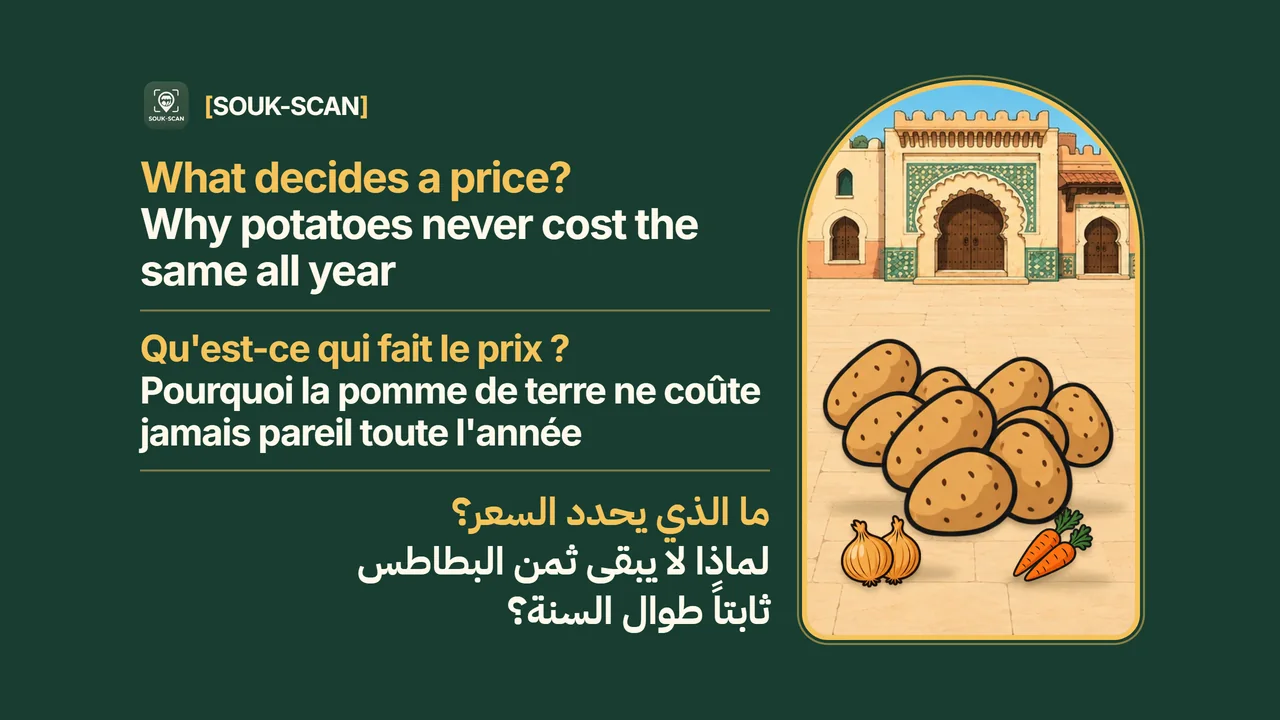 SOUK-SCAN
[SOUK-SCAN]
What decides a price?
Why potatoes never cost the
same all year
Qu'est-ce qui fait le prix ?
Pourquoi la pomme de terre ne coûte
jamais pareil toute l'année
ما الذي يحدد السعر؟
لماذا لا يبقى ثمن البطاطس
ثابتاً طوال السنة؟